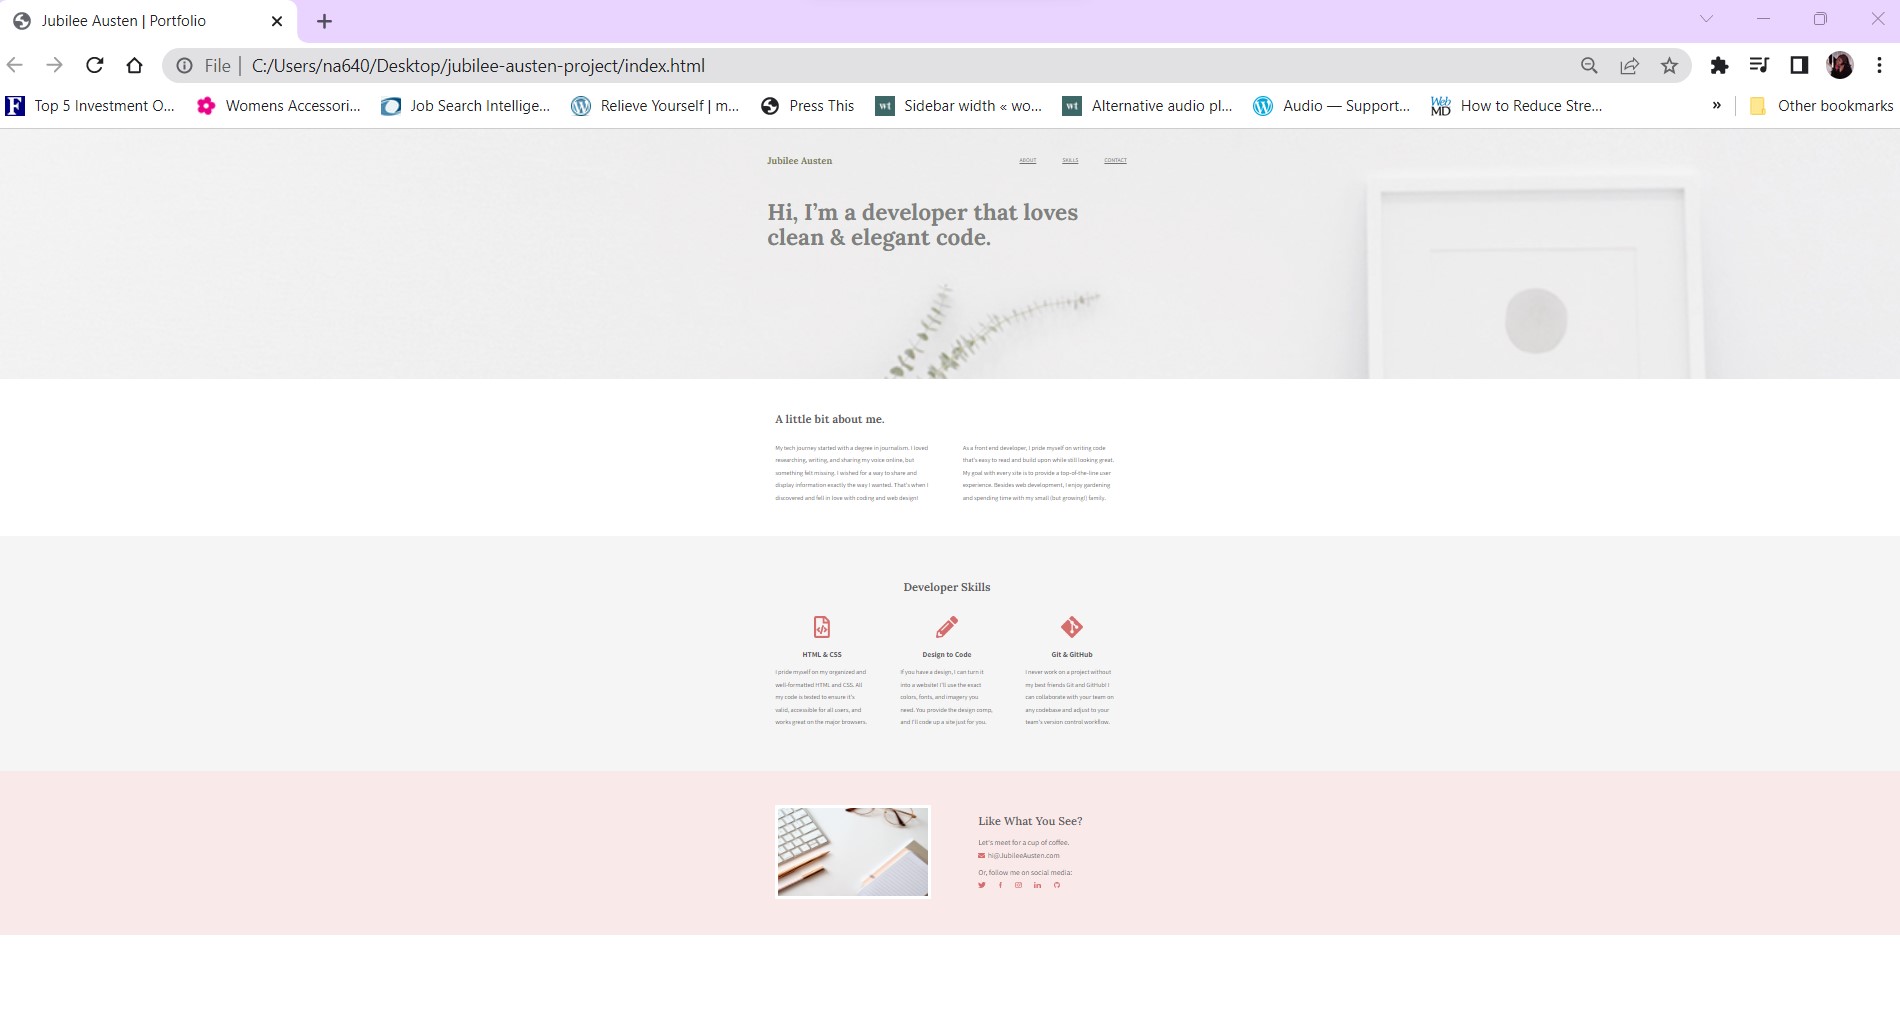 Jubilee Austen | Portfolio
File | C:/Users/na640/Desktop/jubilee-austen-project/index.html
F Top 5 Investment O...
Womens Accessori...
Job Search Intellige...
Relieve Yourself | m...
Press This
wt Sidebar width « wo...
wt Alternative audio pl...
Audio — Support...
Web MD How to Reduce Stre...
»
Other bookmarks
Jubilee Austen
ABOUT SKILLS CONTACT
Hi, I’m a developer that loves
clean & elegant code.
A little bit about me.
My tech journey started with a degree in journalism. I loved
researching, writing, and sharing my voice online, but
something felt missing. I wished for a way to share and
display information exactly the way I wanted. That's when I
discovered and fell in love with coding and web design!
As a front end developer, I pride myself on writing code
that's easy to read and build upon while still looking great.
My goal with every site is to provide a top-of-the-line user
experience. Besides web development, I enjoy gardening
and spending time with my small (but growing!) family.
Developer Skills
HTML & CSS
I pride myself on my organized and
well-formatted HTML and CSS. All
my code is tested to ensure it's
valid, accessible for all users, and
works great on the major browsers.
Design to Code
If you have a design, I can turn it
into a website! I'll use the exact
colors, fonts, and imagery you
need. You provide the design comp,
and I'll code up a site just for you.
Git & GitHub
I never work on a project without
my best friends Git and GitHub! I
can collaborate with your team on
any codebase and adjust to your
team's version control workflow.
Like What You See?
Let's meet for a cup of coffee.
hi@JubileeAusten.com
Or, follow me on social media: